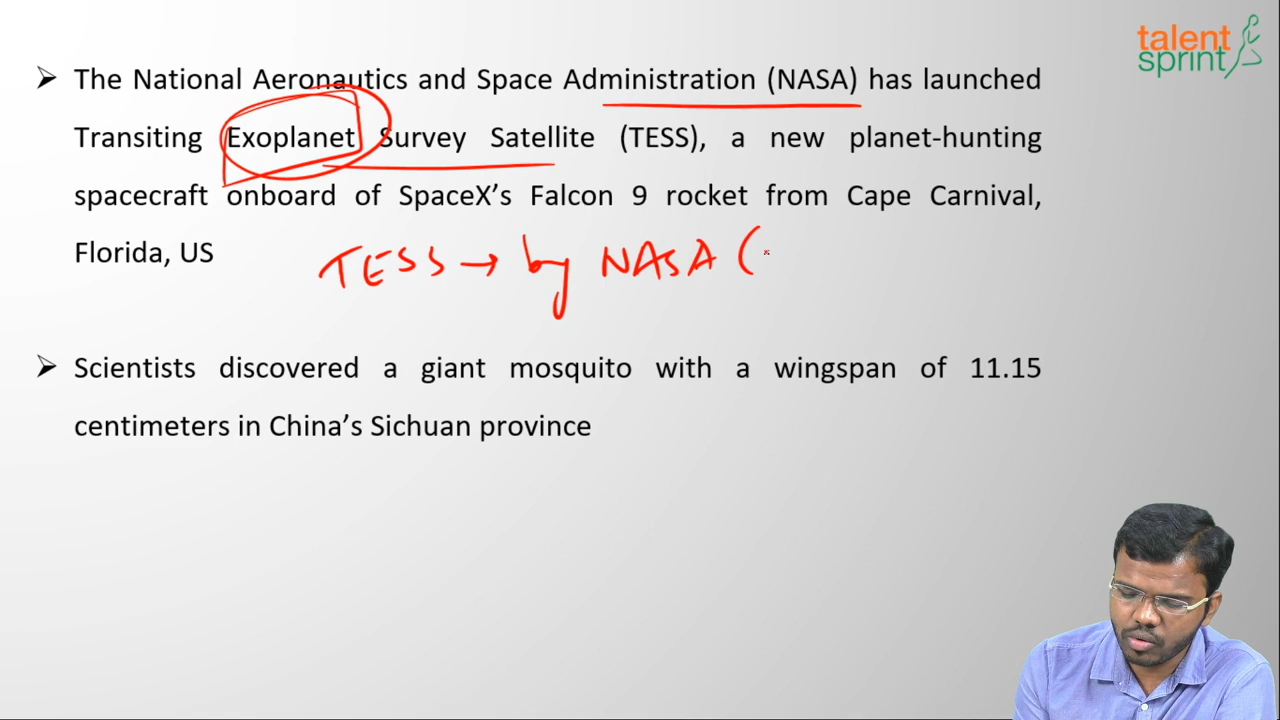 talent
sprint
➤ The National Aeronautics and Space Administration (NASA) has launched
Transiting Exoplanet Survey Satellite (TESS), a new planet-hunting
spacecraft onboard of SpaceX’s Falcon 9 rocket from Cape Carnival,
Florida, US
TESS → by NASA (
➤ Scientists discovered a giant mosquito with a wingspan of 11.15
centimeters in China’s Sichuan province